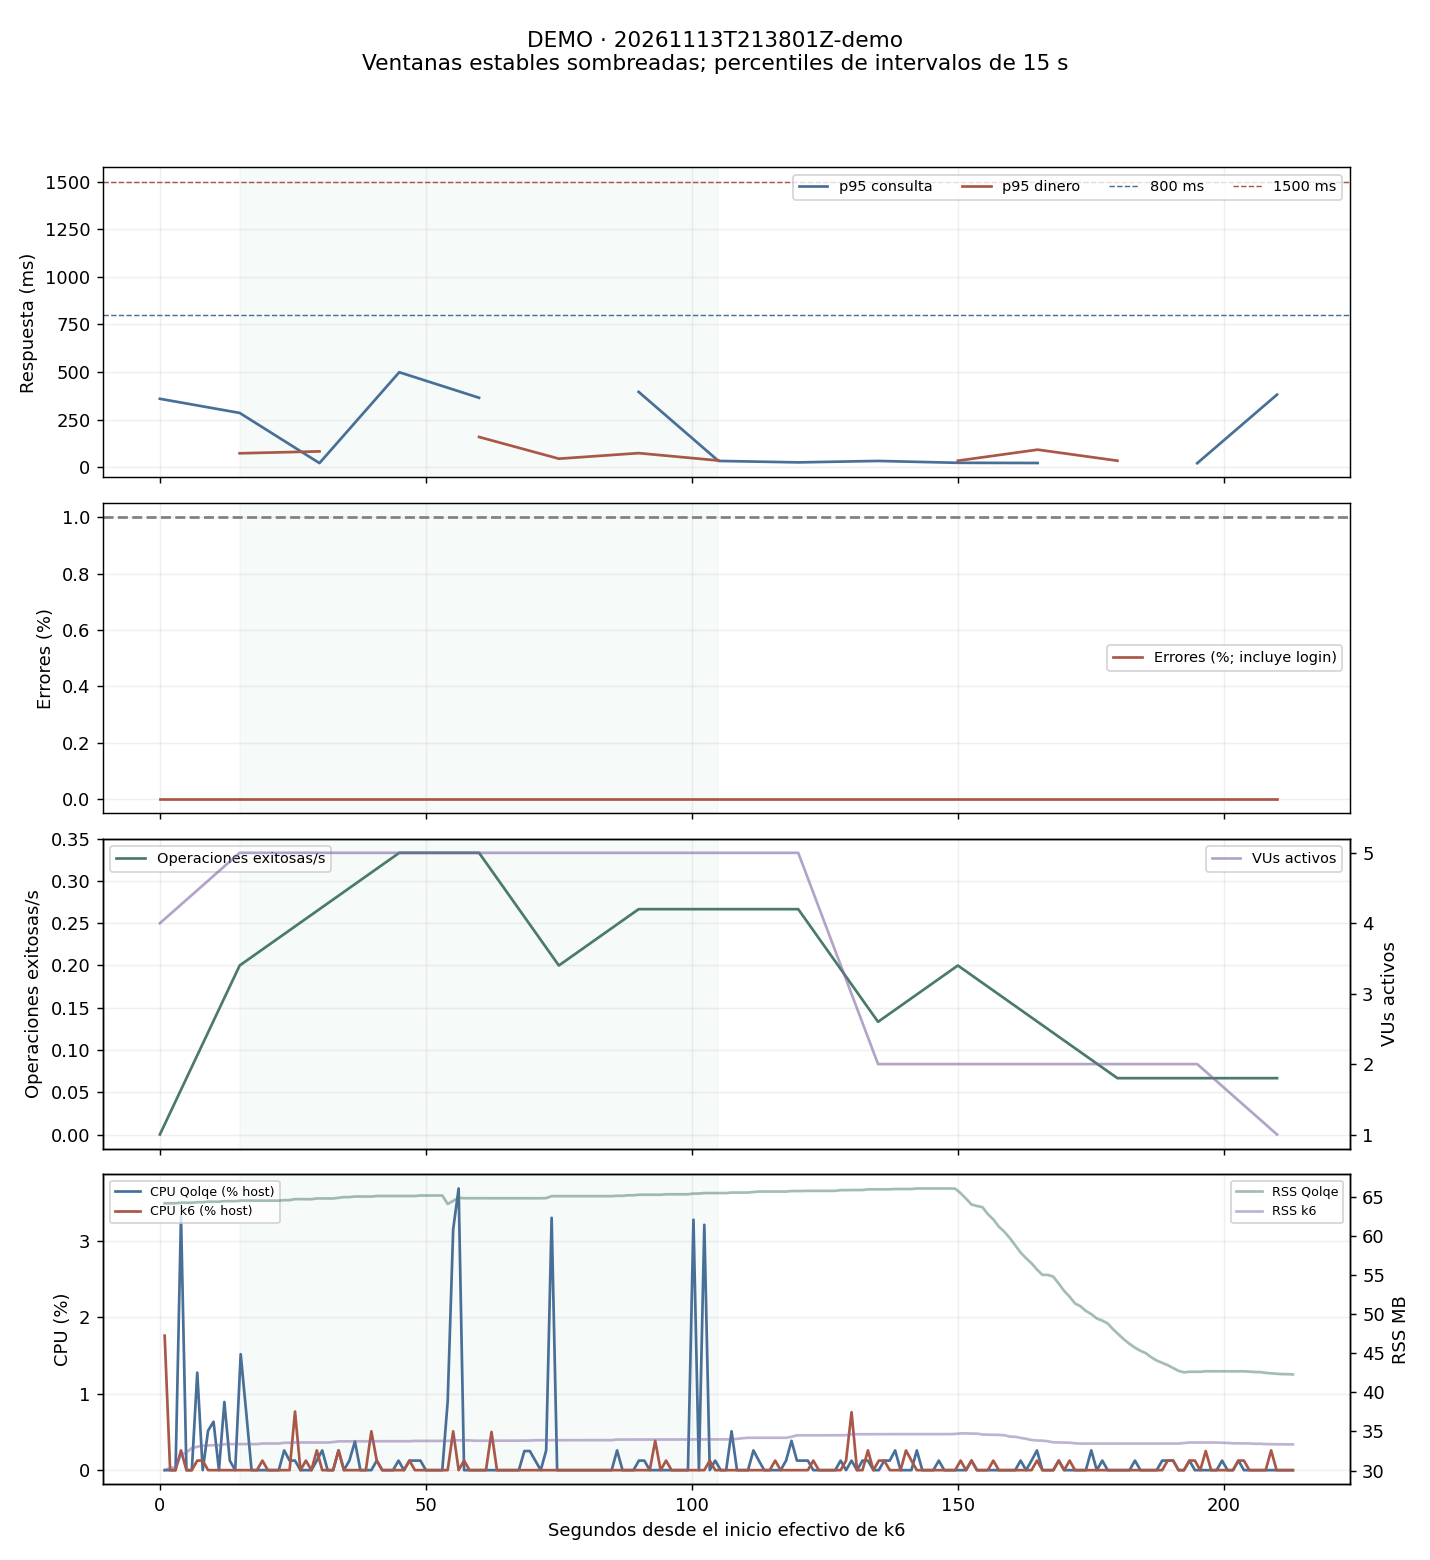 DEMO · 20261113T213801Z-demo
Ventanas estables sombreadas; percentiles de intervalos de 15 s
Respuesta (ms)
1500
1250
1000
750
500
250
0
p95 consulta
p95 dinero
800 ms
1500 ms
Errores (%)
1.0
0.8
0.6
0.4
0.2
0.0
Errores (%; incluye login)
Operaciones exitosas/s
0.35
0.30
0.25
0.20
0.15
0.10
0.05
0.00
Operaciones exitosas/s
VUs activos
5
4
3
2
1
VUs activos
CPU (%)
3
2
1
0
CPU Qolqe (% host)
CPU k6 (% host)
RSS Qolqe
RSS k6
65
60
55
50
45
40
35
30
RSS MB
0
50
100
150
200
Segundos desde el inicio efectivo de k6